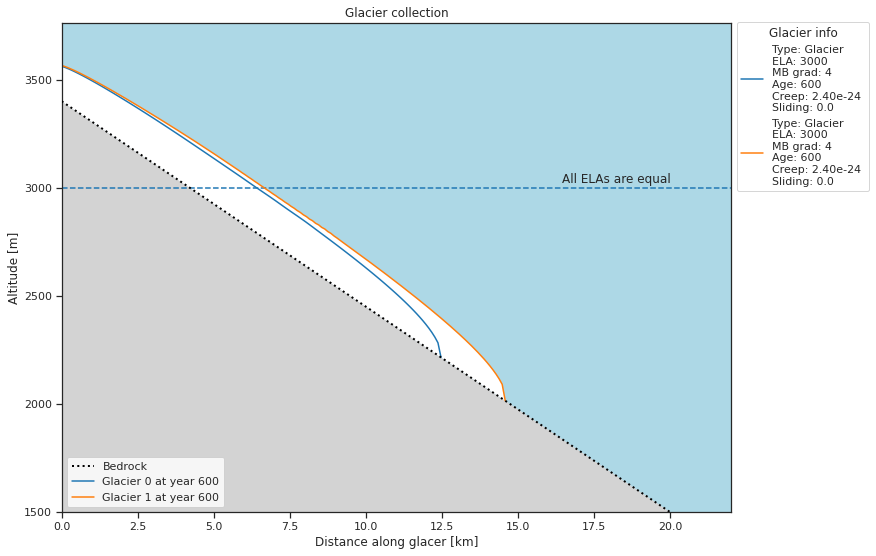 Glacier collection
3500
3000
2500
2000
1500
Altitude [m]
All ELAs are equal
Bedrock
Glacier 0 at year 600
Glacier 1 at year 600
0.0 2.5 5.0 7.5 10.0 12.5 15.0 17.5 20.0
Distance along glacer [km]
Glacier info
Type: Glacier
ELA: 3000
MB grad: 4
Age: 600
Creep: 2.40e-24
Sliding: 0.0
Type: Glacier
ELA: 3000
MB grad: 4
Age: 600
Creep: 2.40e-24
Sliding: 0.0